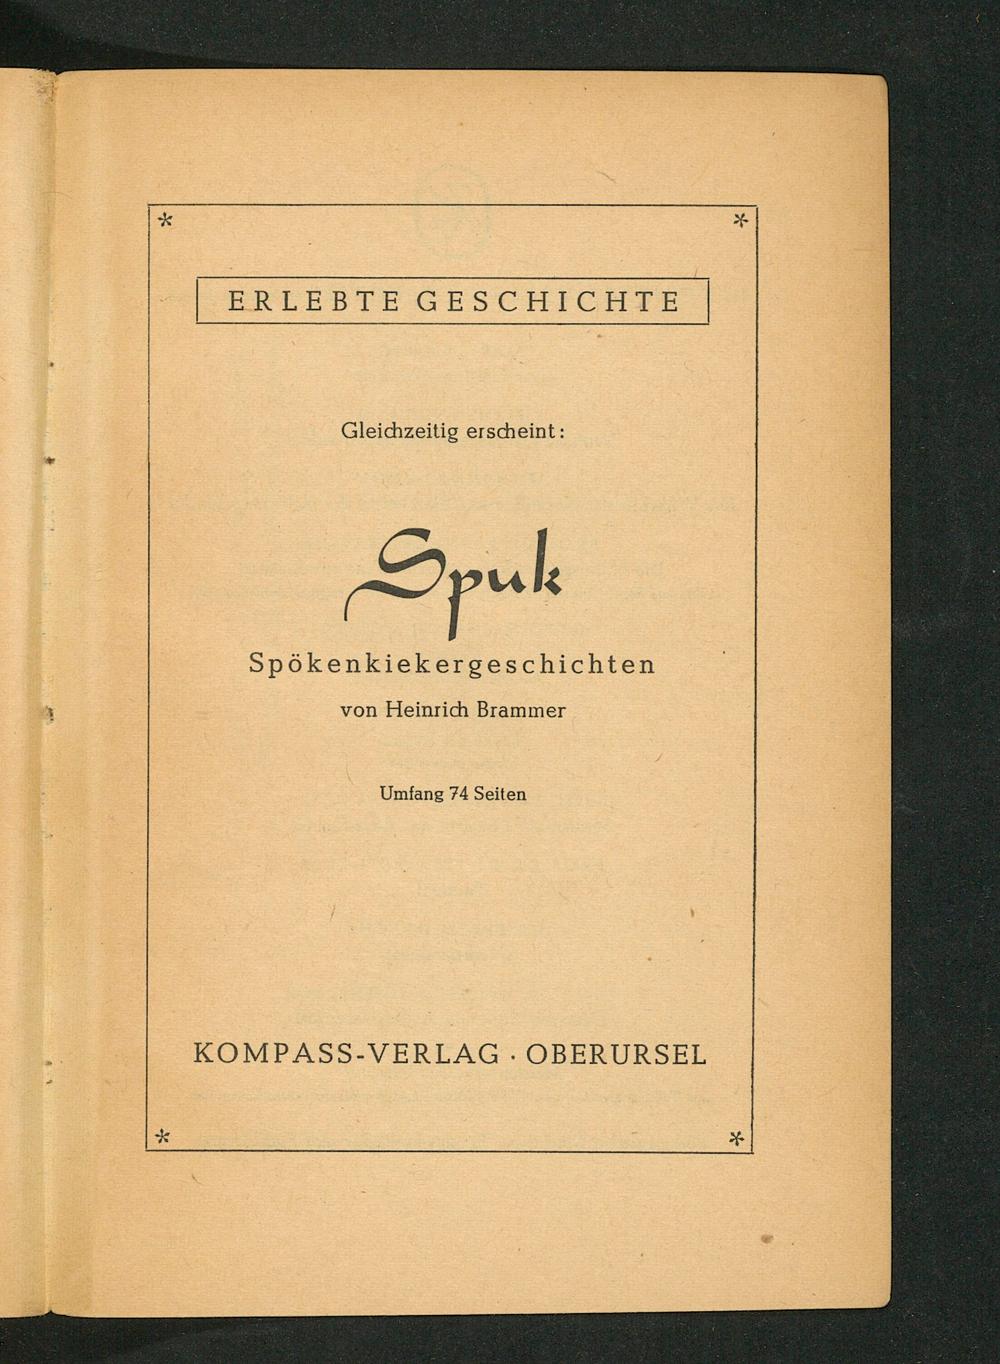 ERLEBTE GESCHICHTE
Gleichzeitig erscheint:
Spuk
Spökenkiekergeschichten
von Heinrich Brammer
Umfang 74 Seiten
KOMPASS-VERLAG · OBERURSEL